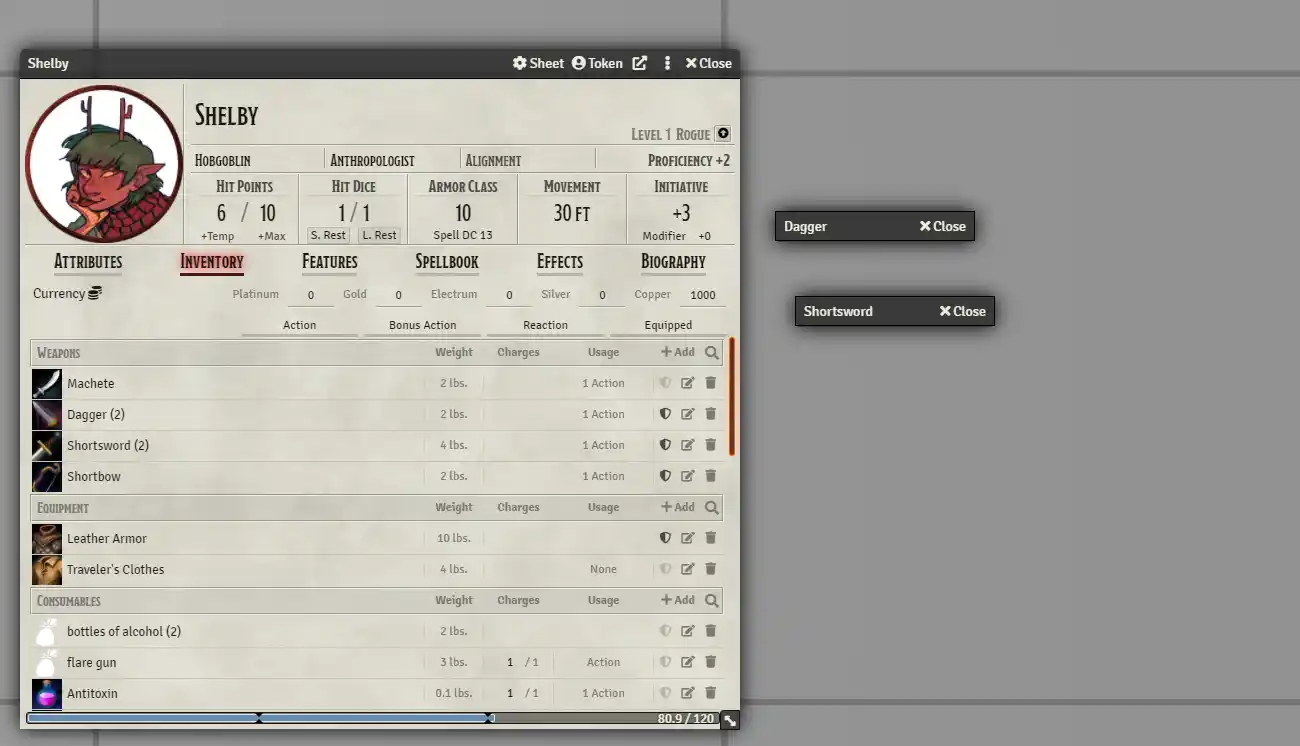 Shelby Sheet Token Close
Shelby
Level 1 Rogue
Hobgoblin Anthropologist Alignment Proficiency +2
Hit Points Hit Dice Armor Class Movement Initiative
6 / 10 1 / 1 10 30 ft +3
+Temp +Max S. Rest L. Rest Spell DC 13 Modifier +0
Attributes Inventory Features Spellbook Effects Biography
Currency Platinum 0 Gold 0 Electrum 0 Silver 0 Copper 1000
Action Bonus Action Reaction Equipped
Weapons Weight Charges Usage +Add
Machete 2 lbs. 1 Action
Dagger (2) 2 lbs. 1 Action
Shortsword (2) 4 lbs. 1 Action
Shortbow 2 lbs. 1 Action
Equipment Weight Charges Usage +Add
Leather Armor 10 lbs.
Traveler's Clothes 4 lbs. None
Consumables Weight Charges Usage +Add
bottles of alcohol (2) 2 lbs.
flare gun 3 lbs. 1 / 1 Action
Antitoxin 0.1 lbs. 1 / 1 1 Action
80.9 / 120
Dagger Close
Shortsword Close